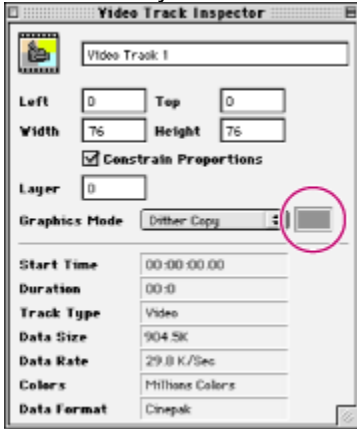 Video Track Inspector
Video Track 1
Left 0 Top 0
Width 76 Height 76
Constrain Proportions
Layer 0
Graphics Mode Dither Copy
Start Time 00:00:00.00
Duration 00:0
Track Type Video
Data Size 904.5K
Data Rate 29.8 K/Sec
Colors Millions Colors
Data Format Cinepak